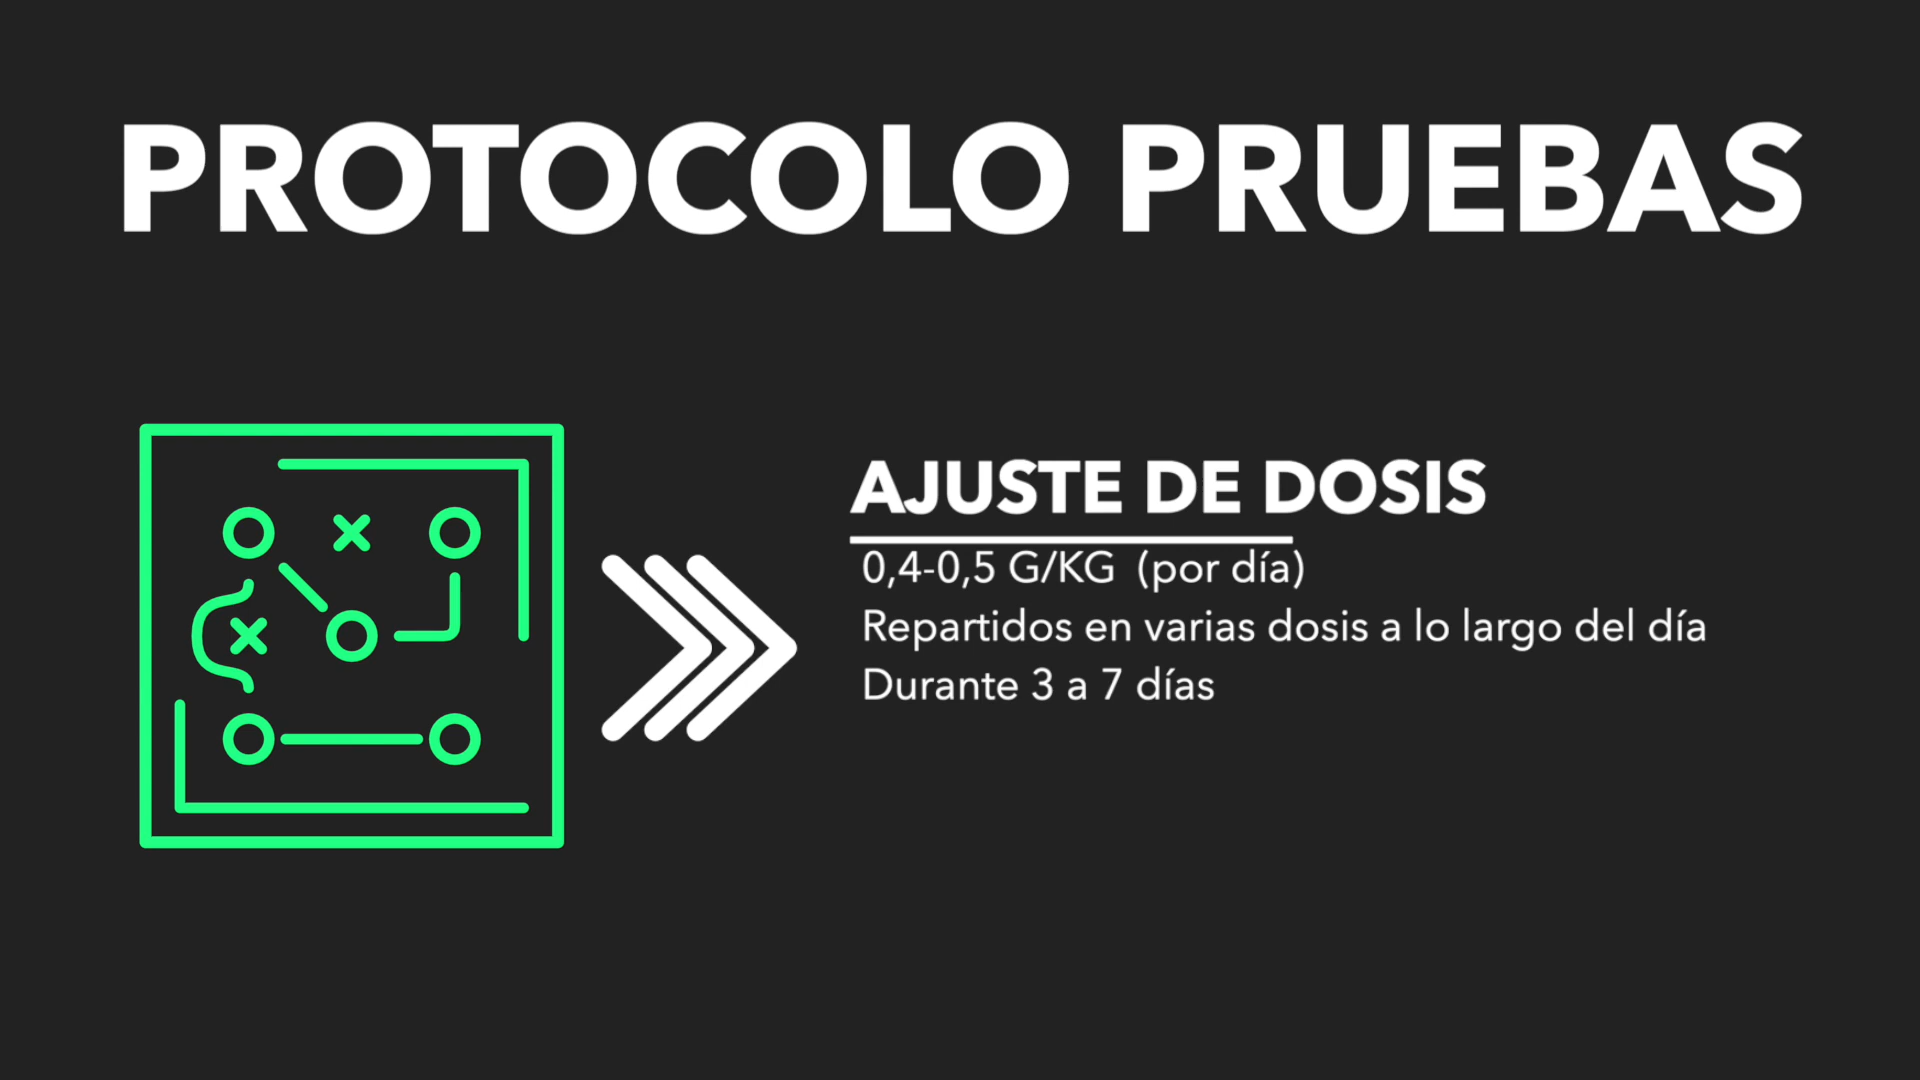 PROTOCOLO PRUEBAS
AJUSTE DE DOSIS
0,4-0,5 G/KG (por día)
Repartidos en varias dosis a lo largo del día
Durante 3 a 7 días